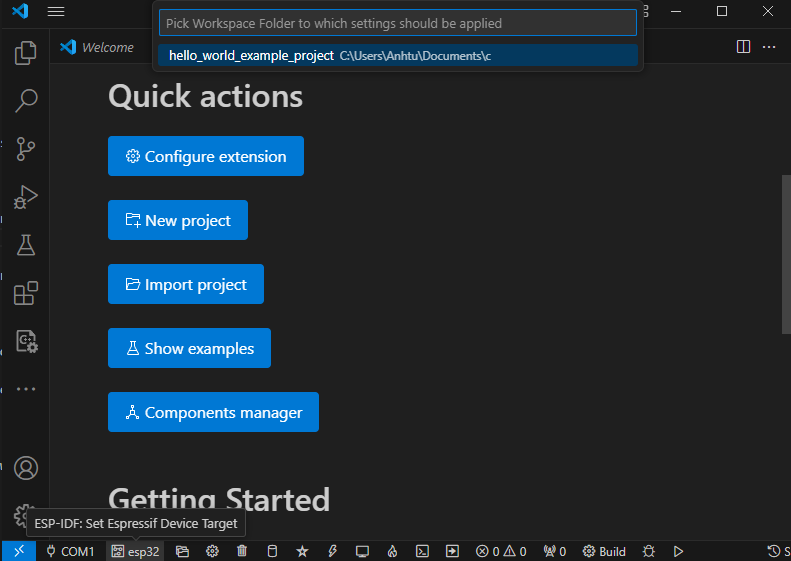 Pick Workspace Folder to which settings should be applied
hello_world_example_project C:\Users\Anhtu\Documents\c
Welcome
Quick actions
Configure extension
New project
Import project
Show examples
Components manager
Getting Started
ESP-IDF: Set Espressif Device Target
COM1 esp32 0 0 0 Build